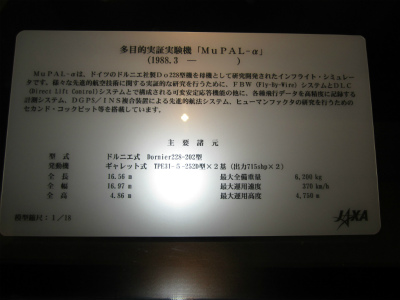 多目的実証実験機「MuPAL-α」
(1988.3 ― )
MuPAL-αは、ドイツのドルニエ社製Do228型機を母機として研究開発されたインフライト・シミュレ
ータです。様々な先進的航空技術に関する実証的な研究を行うために、FBW (Fly-By-Wire) システムとDLC
(Direct Lift Control)システムとで構成される可変安定応答機能の他に、各種飛行データを高精度に記録する
計測システム、DGPS/INS複合装置による先進的航法システム、ヒューマンファクタの研究を行うための
セカンド・コックピット等を搭載しています。
主要諸元
型式 ドルニエ式 Dornier228-202型
発動機 ギャレット式 TPE31-5-252D型×2基 (出力715shp×2)
全長 16.56 m 最大全備重量 6,200 kg
全幅 16.97 m 最大運用速度 370 km/h
全高 4.86 m 最大運用高度 4,750 m
模型縮尺:1/10
JAXA